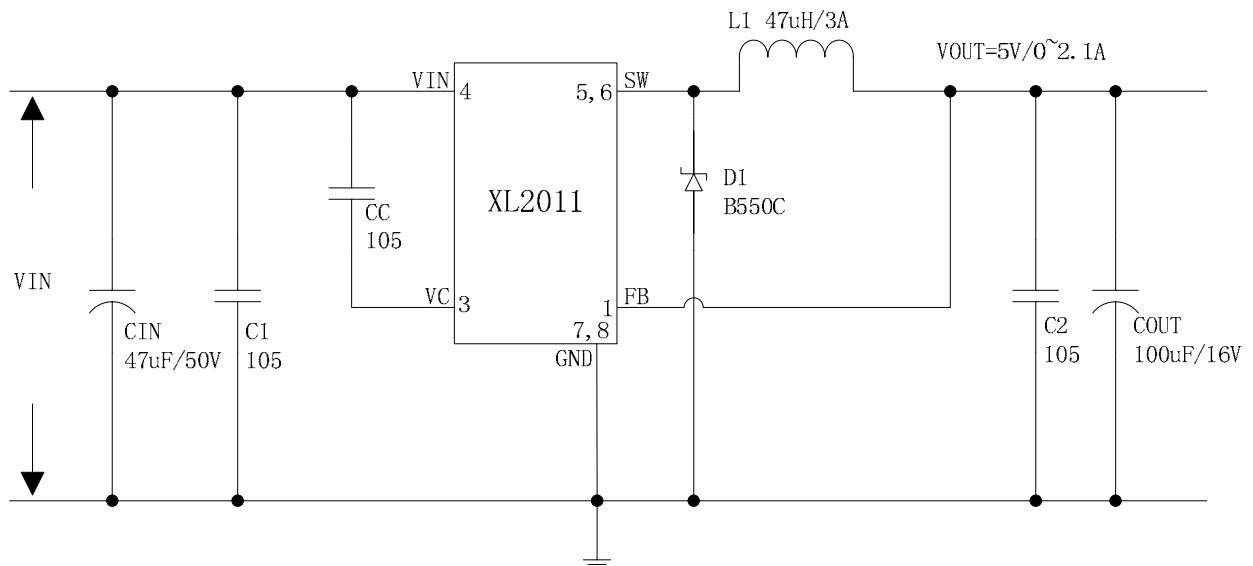 L1 47uH/3A
VOUT=5V/0~2.1A
VIN
4
5,6
SW
XL2011
D1
B550C
CC
105
VIN
VC
3
1
FB
7,8
GND
CIN
47uF/50V
C1
105
C2
105
COUT
100uF/16V